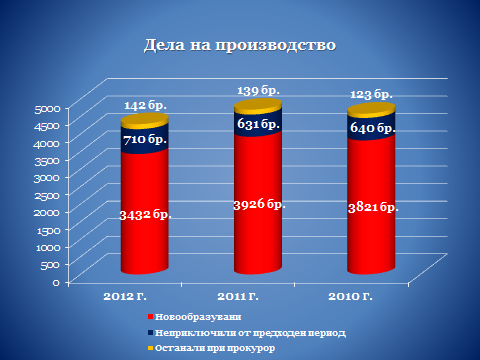 Дела на производство
142 бр. 139 бр. 123 бр.
710 бр. 631 бр. 640 бр.
3432 бр. 3926 бр. 3821 бр.
5000
4500
4000
3500
3000
2500
2000
1500
1000
500
0
2012 г. 2011 г. 2010 г.
Новообразувани
Неприключили от предходен период
Останали при прокурор